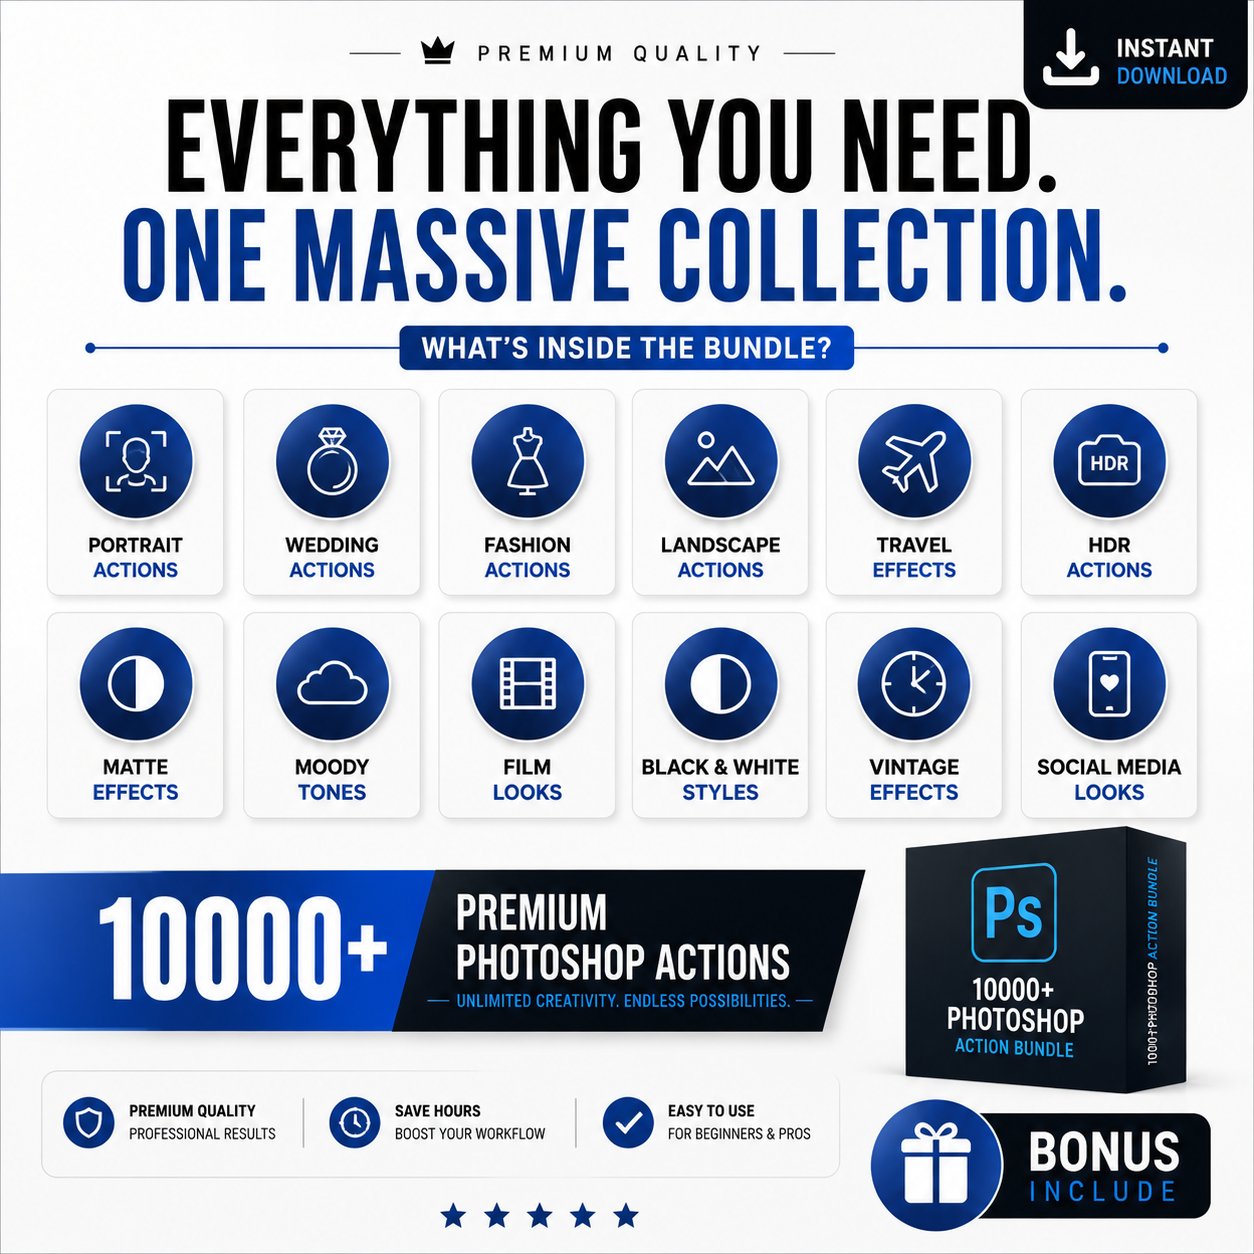 PREMIUM QUALITY
INSTANT
DOWNLOAD
EVERYTHING YOU NEED.
ONE MASSIVE COLLECTION.
WHAT'S INSIDE THE BUNDLE?
PORTRAIT
ACTIONS
WEDDING
ACTIONS
FASHION
ACTIONS
LANDSCAPE
ACTIONS
TRAVEL
EFFECTS
HDR
HDR
ACTIONS
MATTE
EFFECTS
MOODY
TONES
FILM
LOOKS
BLACK & WHITE
STYLES
VINTAGE
EFFECTS
SOCIAL MEDIA
LOOKS
10000+
PREMIUM
PHOTOSHOP ACTIONS
UNLIMITED CREATIVITY. ENDLESS POSSIBILITIES.
Ps
10000+
PHOTOSHOP
ACTION BUNDLE
PHOTOSHOP ACTION BUNDLE
PREMIUM QUALITY
PROFESSIONAL RESULTS
SAVE HOURS
BOOST YOUR WORKFLOW
EASY TO USE
FOR BEGINNERS & PROS
BONUS
INCLUDE